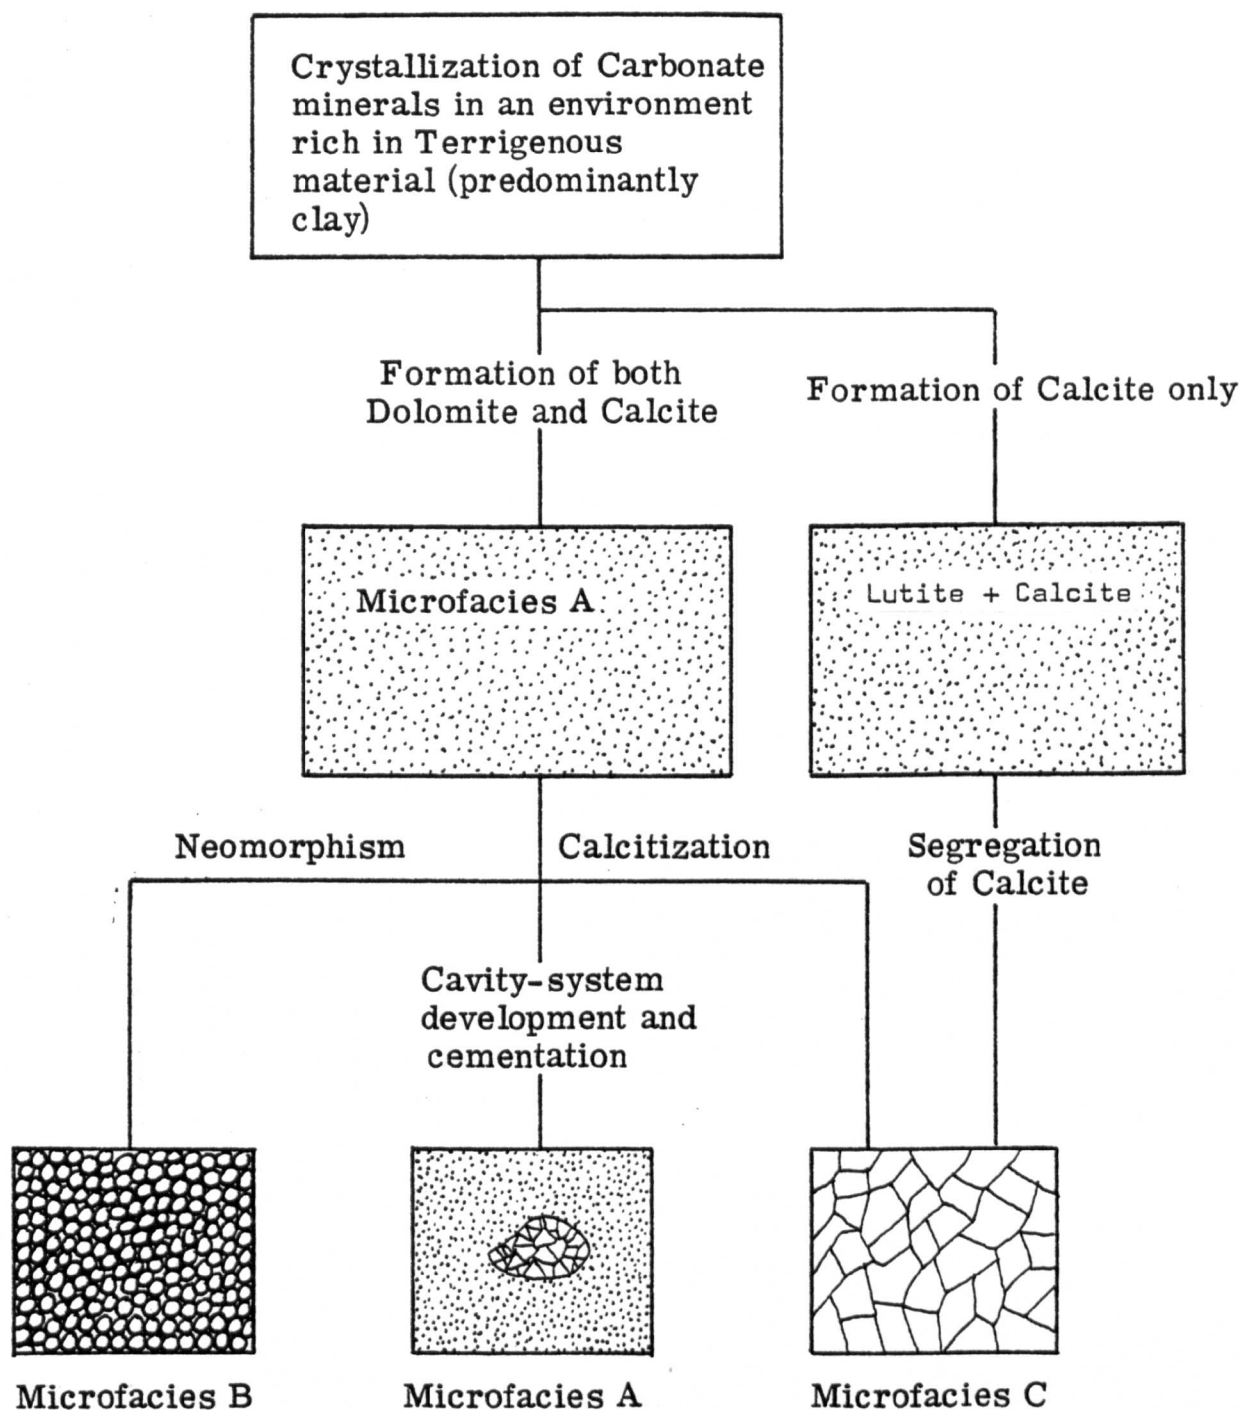 Crystallization of Carbonate
minerals in an environment
rich in Terrigenous
material (predominantly
clay)
Formation of both
Dolomite and Calcite
Formation of Calcite only
Microfacies A
Lutite + Calcite
Neomorphism
Calcitization
Segregation
of Calcite
Cavity-system
development and
cementation
Microfacies B
Microfacies A
Microfacies C